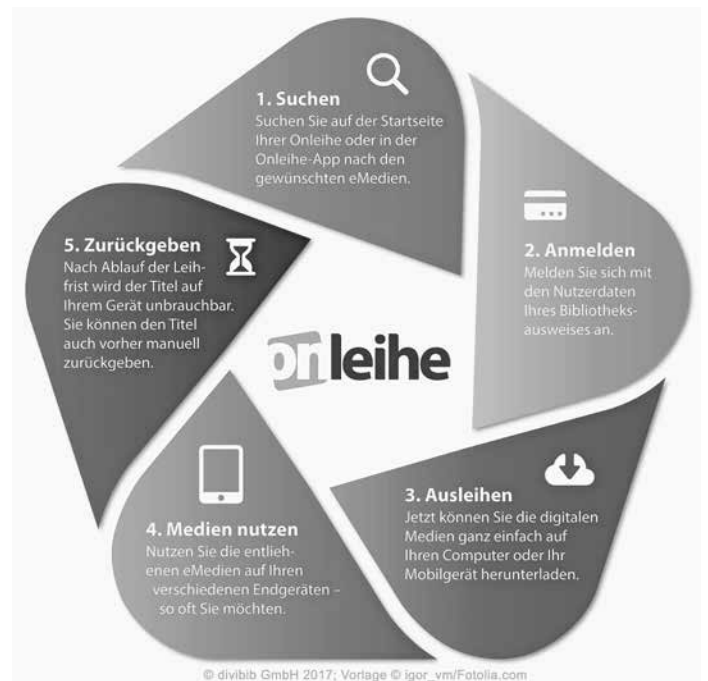 1. Suchen
Suchen Sie auf der Startseite
Ihrer Onleihe oder in der
Onleihe-App nach den
gewünschten eMedien.
2. Anmelden
Melden Sie sich mit
den Nutzerdaten
Ihres Bibliotheks-
ausweises an.
3. Ausleihen
Jetzt können Sie die digitalen
Medien ganz einfach auf
Ihren Computer oder Ihr
Mobilgerät herunterladen.
4. Medien nutzen
Nutzen Sie die entlieh-
enen eMedien auf Ihren
verschiedenen Endgeräten –
so oft Sie möchten.
5. Zurückgeben
Nach Ablauf der Leih-
frist wird der Titel auf
Ihrem Gerät unbrauchbar.
Sie können den Titel
auch vorher manuell
zurückgeben.
onleihe
© divibib GmbH 2017; Vorlage © igor_vm/Fotolia.com